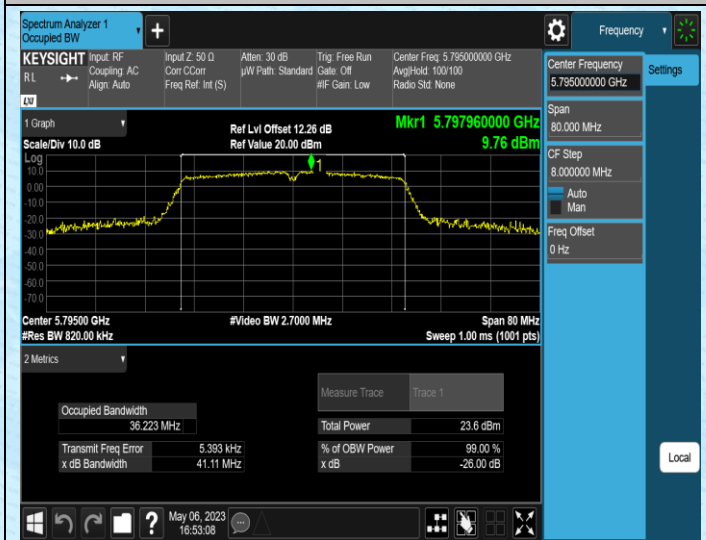 Spectrum Analyzer 1
Occupied BW
+
Frequency
KEYSIGHT
RL
LXI
Input: RF
Coupling: AC
Align: Auto
Input Z: 50 Ω
Corr CCorr
Freq Ref: Int (S)
Atten: 30 dB
µW Path: Standard
Trig: Free Run
Gate: Off
#IF Gain: Low
Center Freq: 5.795000000 GHz
Avg|Hold: 100/100
Radio Std: None
Center Frequency
5.795000000 GHz
Settings
Span
80.000 MHz
CF Step
8.000000 MHz
Auto
Man
Freq Offset
0 Hz
1 Graph
Scale/Div 10.0 dB
Ref Lvl Offset 12.26 dB
Ref Value 20.00 dBm
Mkr1 5.797960000 GHz
9.76 dBm
Log
10.0
0.00
-10.0
-20.0
-30.0
-40.0
-50.0
-60.0
-70.0
1
Center 5.79500 GHz
#Video BW 2.7000 MHz
Span 80 MHz
#Res BW 820.00 kHz
Sweep 1.00 ms (1001 pts)
2 Metrics
Measure Trace
Trace 1
Occupied Bandwidth
36.223 MHz
Total Power
23.6 dBm
Transmit Freq Error
5.393 kHz
% of OBW Power
99.00 %
x dB Bandwidth
41.11 MHz
x dB
-26.00 dB
Local
?
May 06, 2023
16:53:08